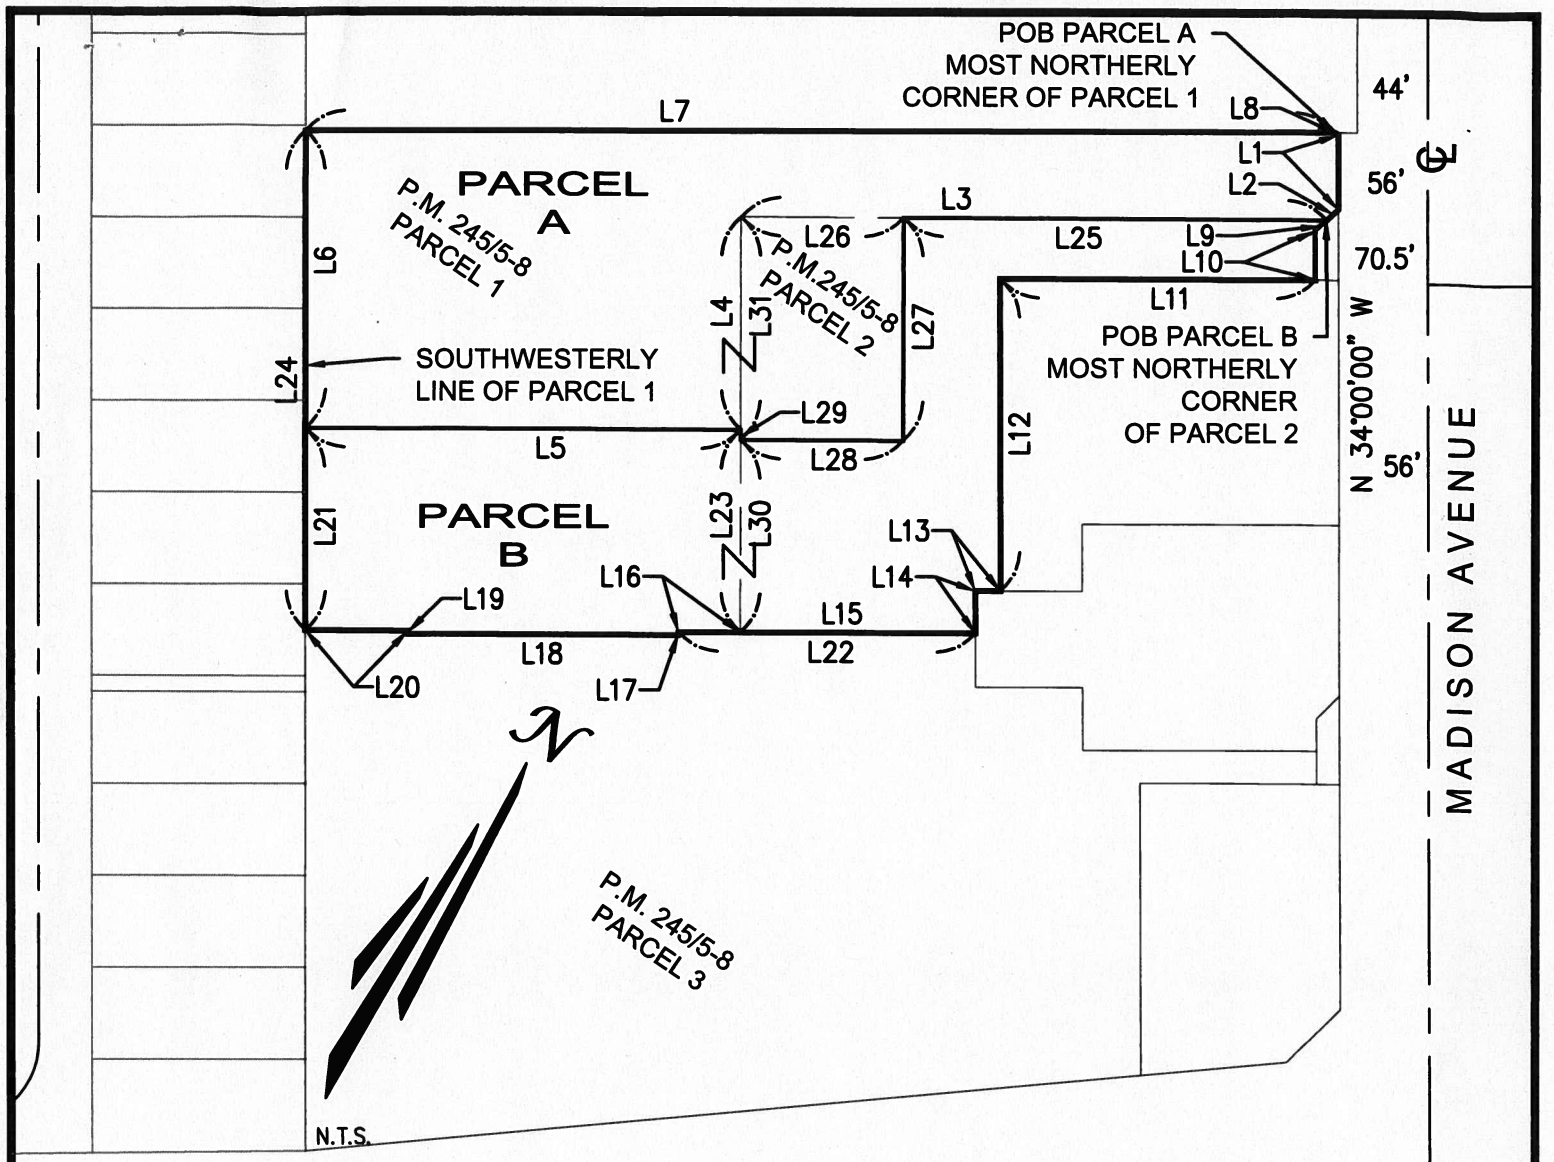 POB PARCEL A
MOST NORTHERLY
CORNER OF PARCEL 1
44'
L7
L8
L1
L2
56'
CL
PARCEL
A
P.M. 245/5-8
PARCEL 1
L6
L3
L26
L25
L9
L10
70.5'
P.M.245/5-8
PARCEL 2
L4
L31
L27
L11
POB PARCEL B
MOST NORTHERLY
CORNER
OF PARCEL 2
N 34°00'00" W
SOUTHWESTERLY
LINE OF PARCEL 1
L24
L29
L5
L28
L12
56'
MADISON AVENUE
PARCEL
B
L21
L23
L30
L13
L14
L16
L19
L15
L18
L22
L20
L17
N
P.M. 245/5-8
PARCEL 3
N.T.S.